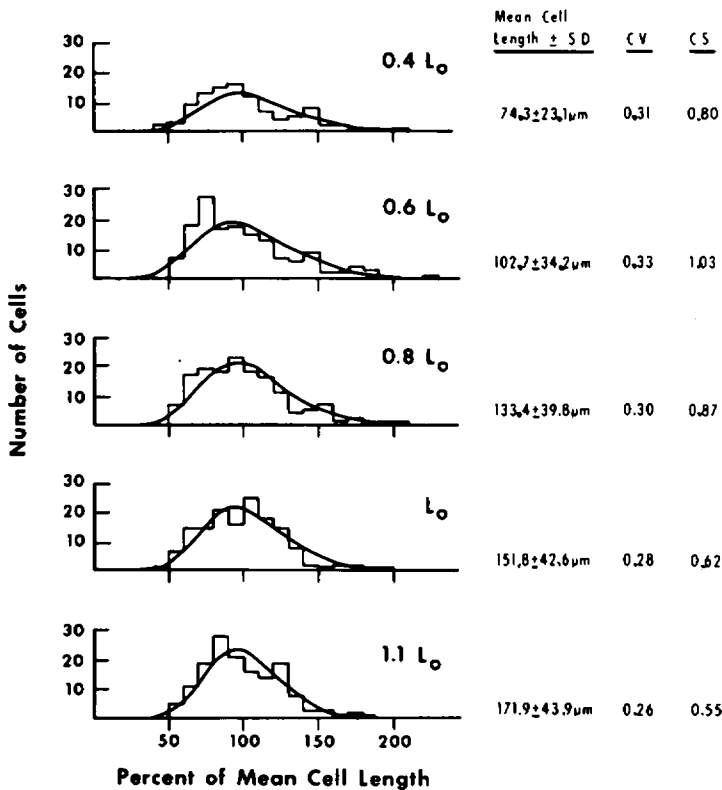 Mean Cell
Length ± SD CV CS
30
20
10
0.4 Lo
74.3±23.1µm 0.31 0.80
30
20
10
0.6 Lo
102.7±34.2µm 0.33 1.03
30
20
10
0.8 Lo
133.4±39.8µm 0.30 0.87
30
20
10
Lo
151.8±42.6µm 0.28 0.62
30
20
10
1.1 Lo
171.9±43.9µm 0.26 0.55
50 100 150 200
Percent of Mean Cell Length
Number of Cells